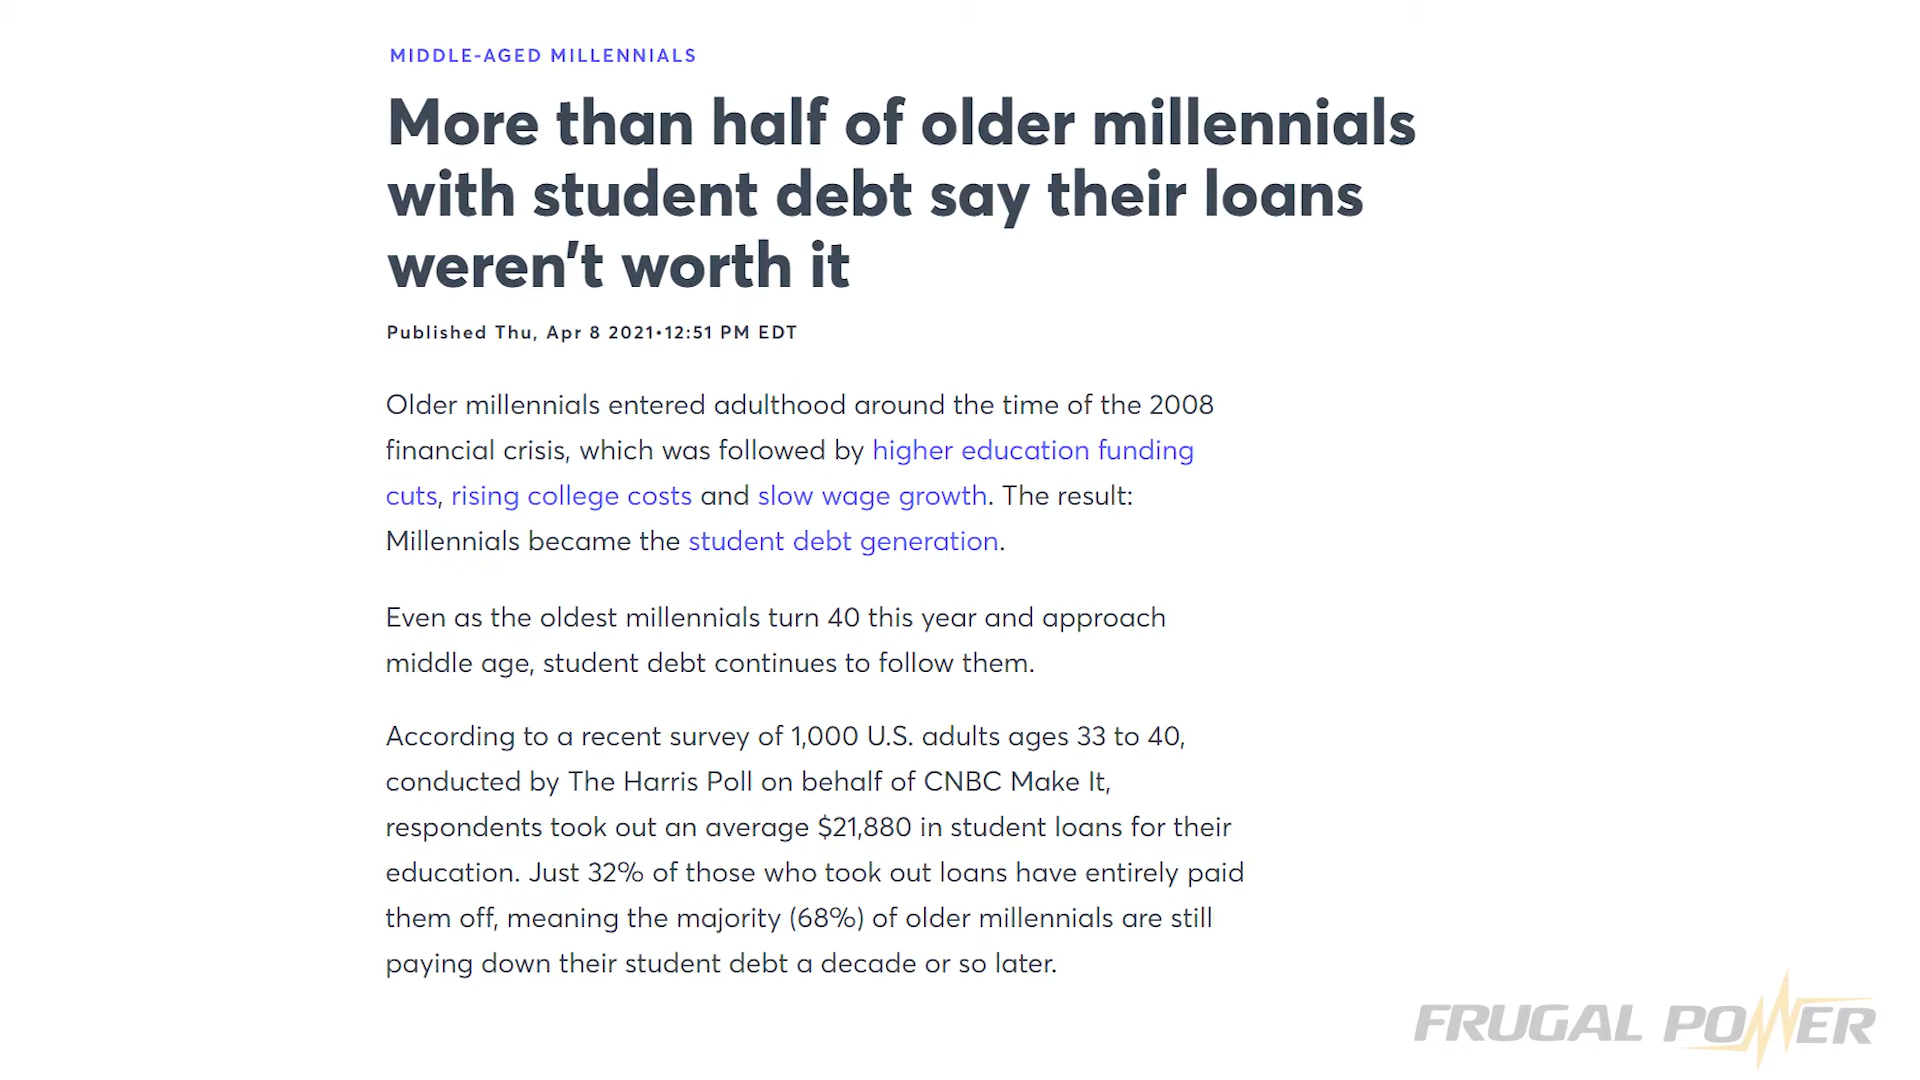 MIDDLE-AGED MILLENNIALS
More than half of older millennials
with student debt say their loans
weren't worth it
Published Thu, Apr 8 2021•12:51 PM EDT
Older millennials entered adulthood around the time of the 2008
financial crisis, which was followed by higher education funding
cuts, rising college costs and slow wage growth. The result:
Millennials became the student debt generation.
Even as the oldest millennials turn 40 this year and approach
middle age, student debt continues to follow them.
According to a recent survey of 1,000 U.S. adults ages 33 to 40,
conducted by The Harris Poll on behalf of CNBC Make It,
respondents took out an average $21,880 in student loans for their
education. Just 32% of those who took out loans have entirely paid
them off, meaning the majority (68%) of older millennials are still
paying down their student debt a decade or so later.
FRUGAL POWER